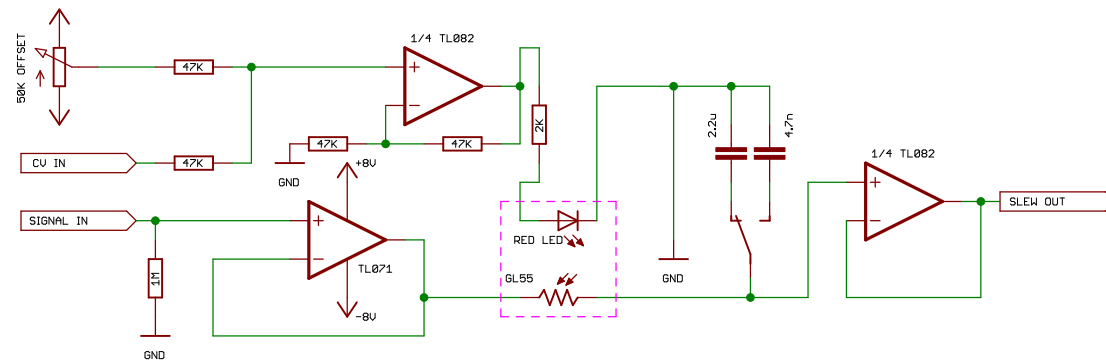 50K OFFSET
47K
1/4 TL082
47K
47K
2K
2.2u
4.7n
1/4 TL082
CV IN
47K
GND
+8V
SIGNAL IN
SLEW OUT
RED LED
TL071
GL55
GND
1M
-8V
GND